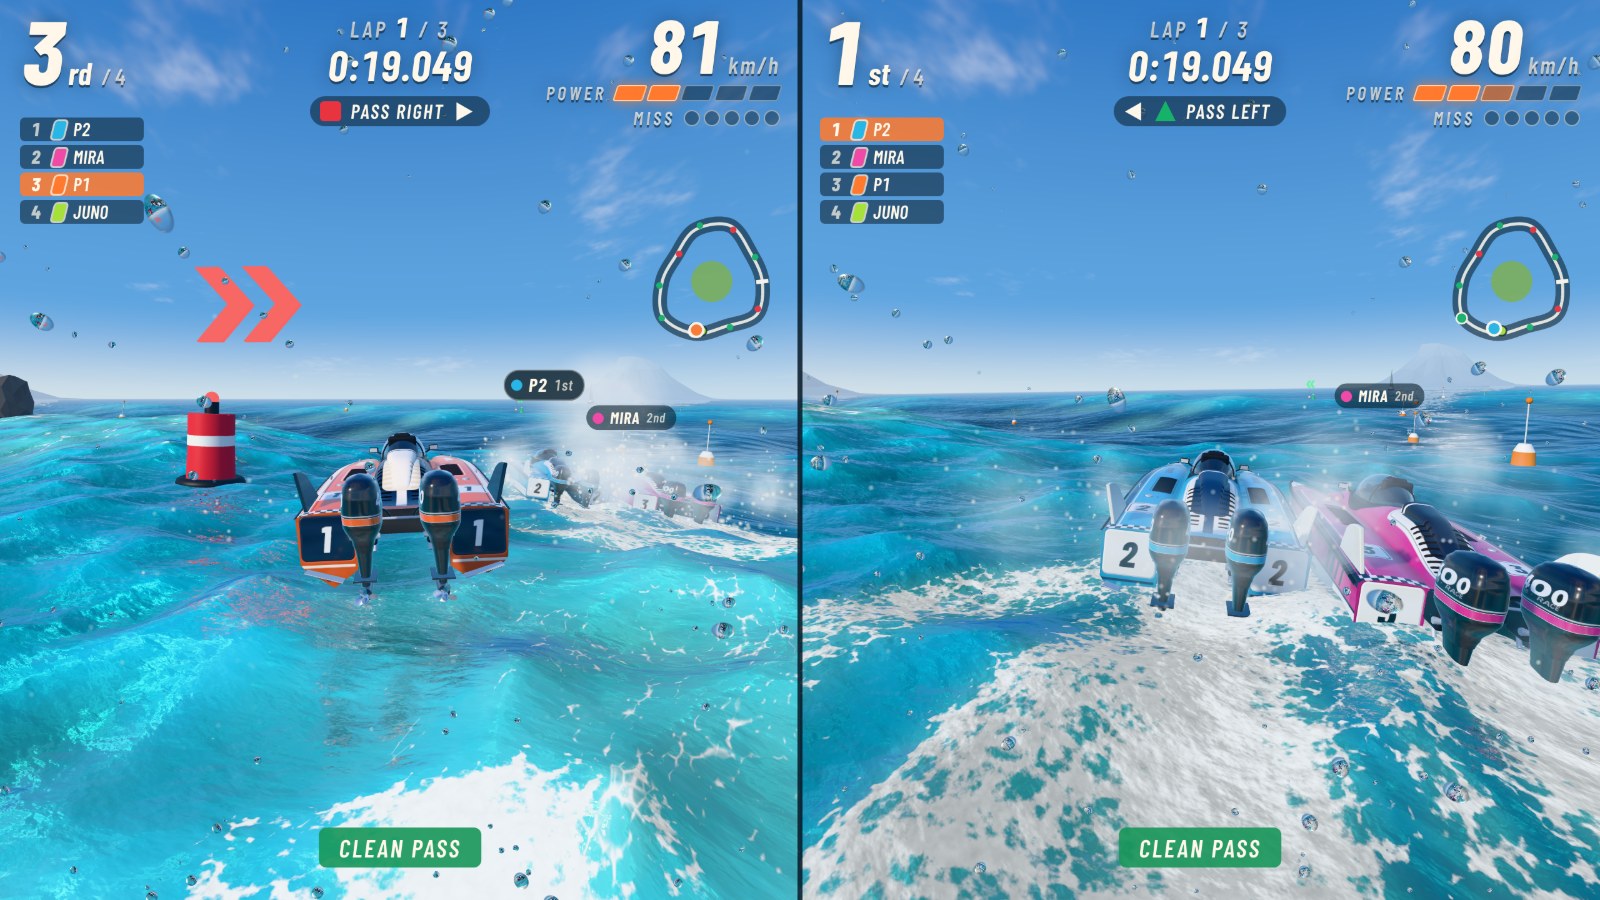 3rd / 4
LAP 1 / 3
0:19.049
PASS RIGHT
81 km/h
POWER
MISS
1 P2
2 MIRA
3 P1
4 JUNO
P2 1st
MIRA 2nd
1
1
2
CLEAN PASS
1st / 4
LAP 1 / 3
0:19.049
PASS LEFT
80 km/h
POWER
MISS
1 P2
2 MIRA
3 P1
4 JUNO
MIRA 2nd
2
2
CLEAN PASS